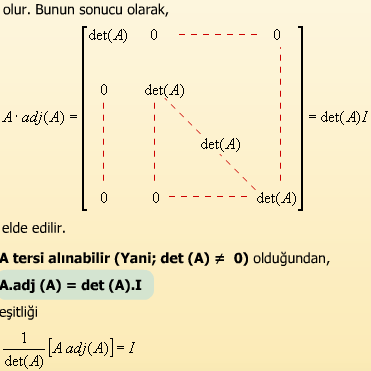 olur. Bunun sonucu olarak,
det(A) 0 0
0 det(A)
A· adj(A) = = det(A)I
det(A)
0 0 det(A)
elde edilir.
A tersi alınabilir (Yani; det (A) ≠ 0) olduğundan,
A.adj (A) = det (A).I
eşitliği
1
[A adj(A)] = I
det(A)